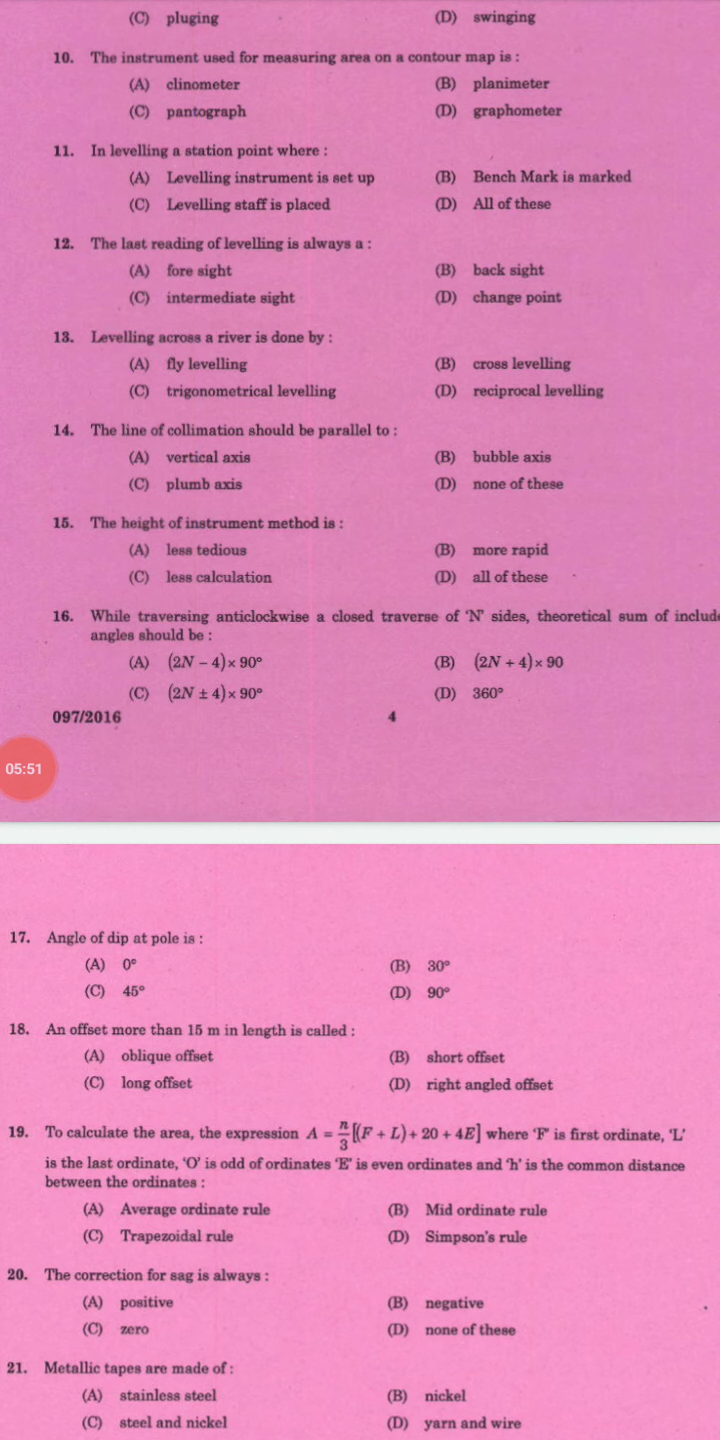 (C) pluging (D) swinging
10. The instrument used for measuring area on a contour map is :
(A) clinometer (B) planimeter
(C) pantograph (D) graphometer
11. In levelling a station point where :
(A) Levelling instrument is set up (B) Bench Mark is marked
(C) Levelling staff is placed (D) All of these
12. The last reading of levelling is always a :
(A) fore sight (B) back sight
(C) intermediate sight (D) change point
13. Levelling across a river is done by :
(A) fly levelling (B) cross levelling
(C) trigonometrical levelling (D) reciprocal levelling
14. The line of collimation should be parallel to :
(A) vertical axis (B) bubble axis
(C) plumb axis (D) none of these
15. The height of instrument method is :
(A) less tedious (B) more rapid
(C) less calculation (D) all of these
16. While traversing anticlockwise a closed traverse of ‘N’ sides, theoretical sum of include
angles should be :
(A) (2N – 4) × 90° (B) (2N + 4) × 90
(C) (2N ± 4) × 90° (D) 360°
097/2016 4
05:51
17. Angle of dip at pole is :
(A) 0° (B) 30°
(C) 45° (D) 90°
18. An offset more than 15 m in length is called :
(A) oblique offset (B) short offset
(C) long offset (D) right angled offset
19. To calculate the area, the expression A = n/3 [(F + L) + 20 + 4E] where ‘F’ is first ordinate, ‘L’
is the last ordinate, ‘O’ is odd of ordinates ‘E’ is even ordinates and ‘h’ is the common distance
between the ordinates :
(A) Average ordinate rule (B) Mid ordinate rule
(C) Trapezoidal rule (D) Simpson's rule
20. The correction for sag is always :
(A) positive (B) negative
(C) zero (D) none of these
21. Metallic tapes are made of :
(A) stainless steel (B) nickel
(C) steel and nickel (D) yarn and wire